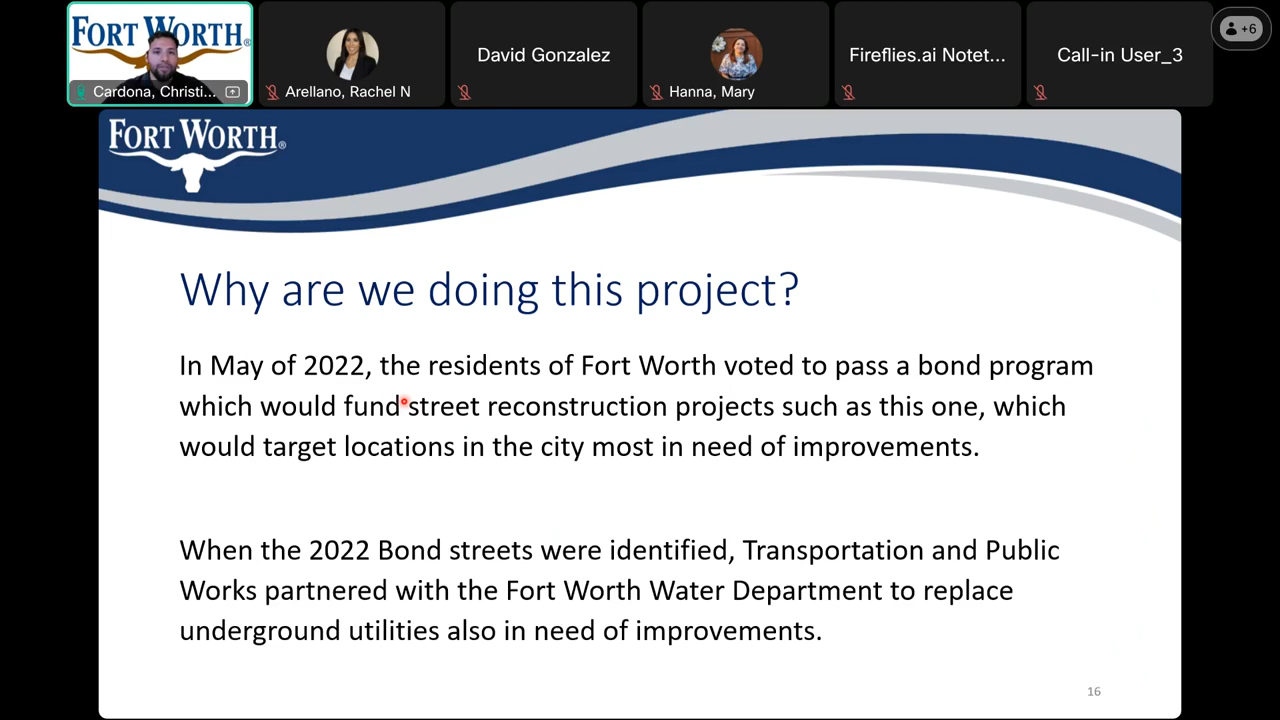 FORT WORTH®
Cardona, Christi...
Arellano, Rachel N
David Gonzalez
Hanna, Mary
Fireflies.ai Notet...
Call-in User_3
+6
FORT WORTH®
Why are we doing this project?
In May of 2022, the residents of Fort Worth voted to pass a bond program
which would fund street reconstruction projects such as this one, which
would target locations in the city most in need of improvements.
When the 2022 Bond streets were identified, Transportation and Public
Works partnered with the Fort Worth Water Department to replace
underground utilities also in need of improvements.
16